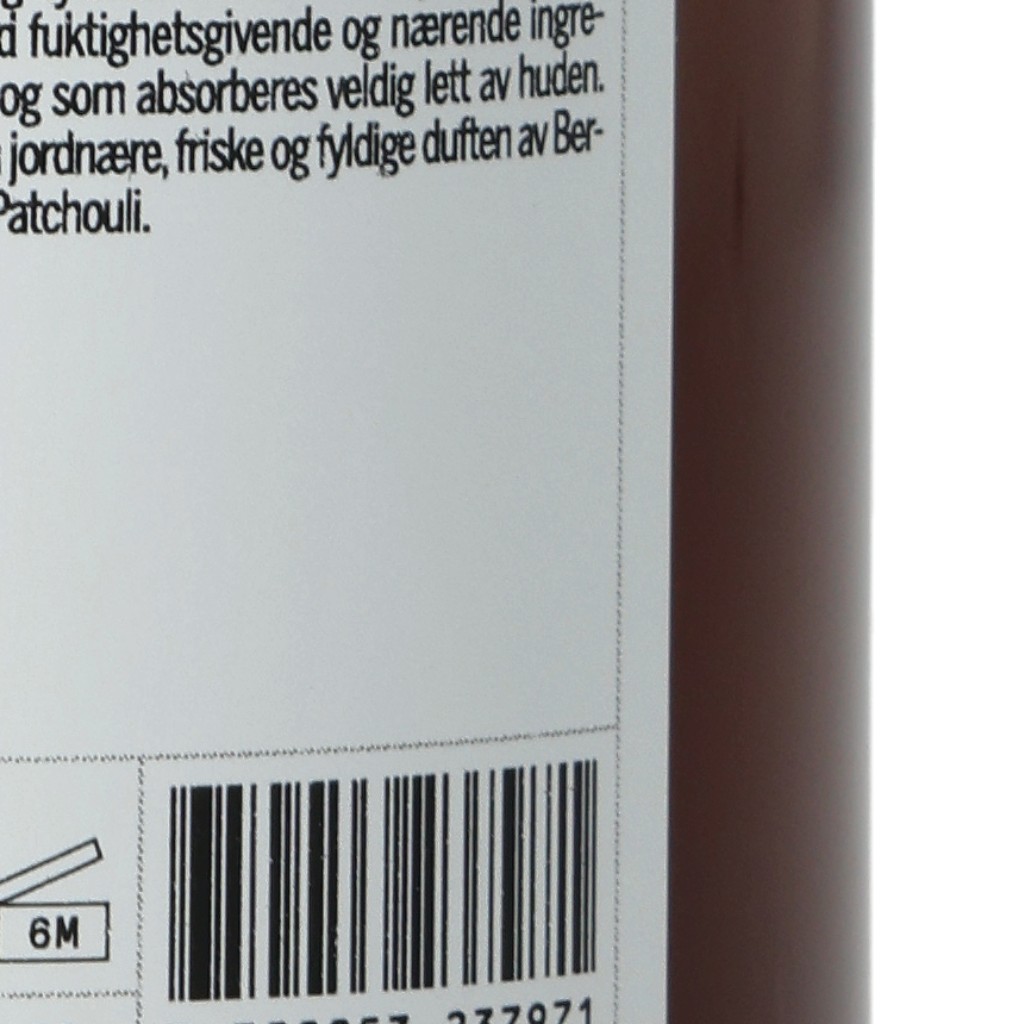 fuktighetsgivende og nærende ingre-
og som absorberes veldig lett av huden.
jordnære, friske og fyldige duften av Ber-
Patchouli.
6M
237971